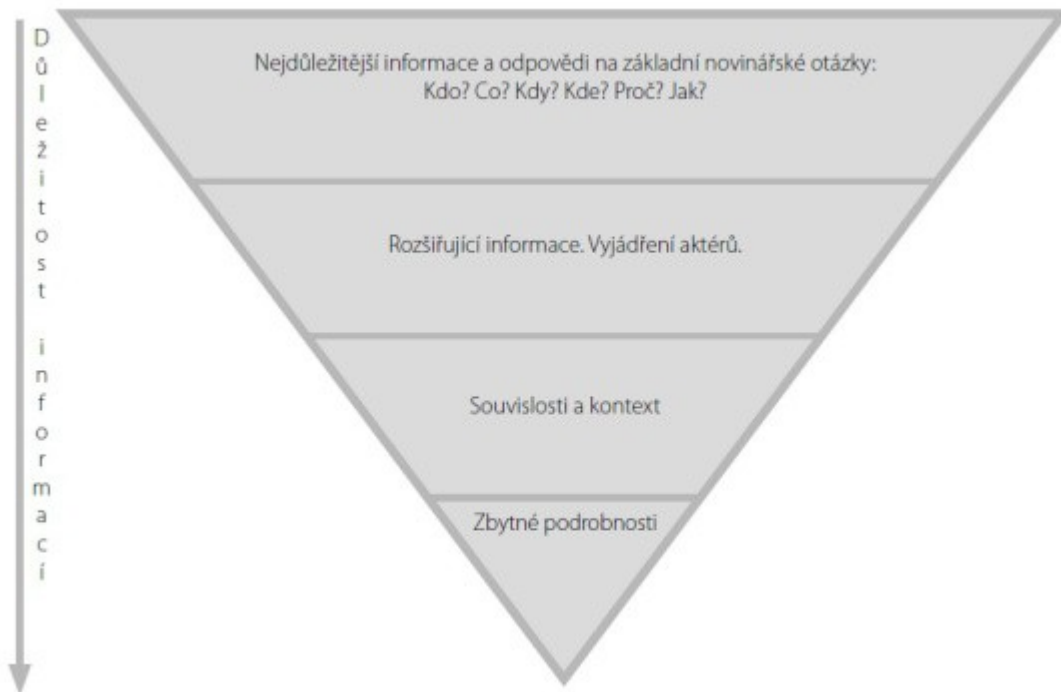 Důležitost informací
Nejdůležitější informace a odpovědi na základní novinářské otázky:
Kdo? Co? Kdy? Kde? Proč? Jak?
Rozšiřující informace. Vyjádření aktérů.
Souvislosti a kontext
Zbytné podrobnosti